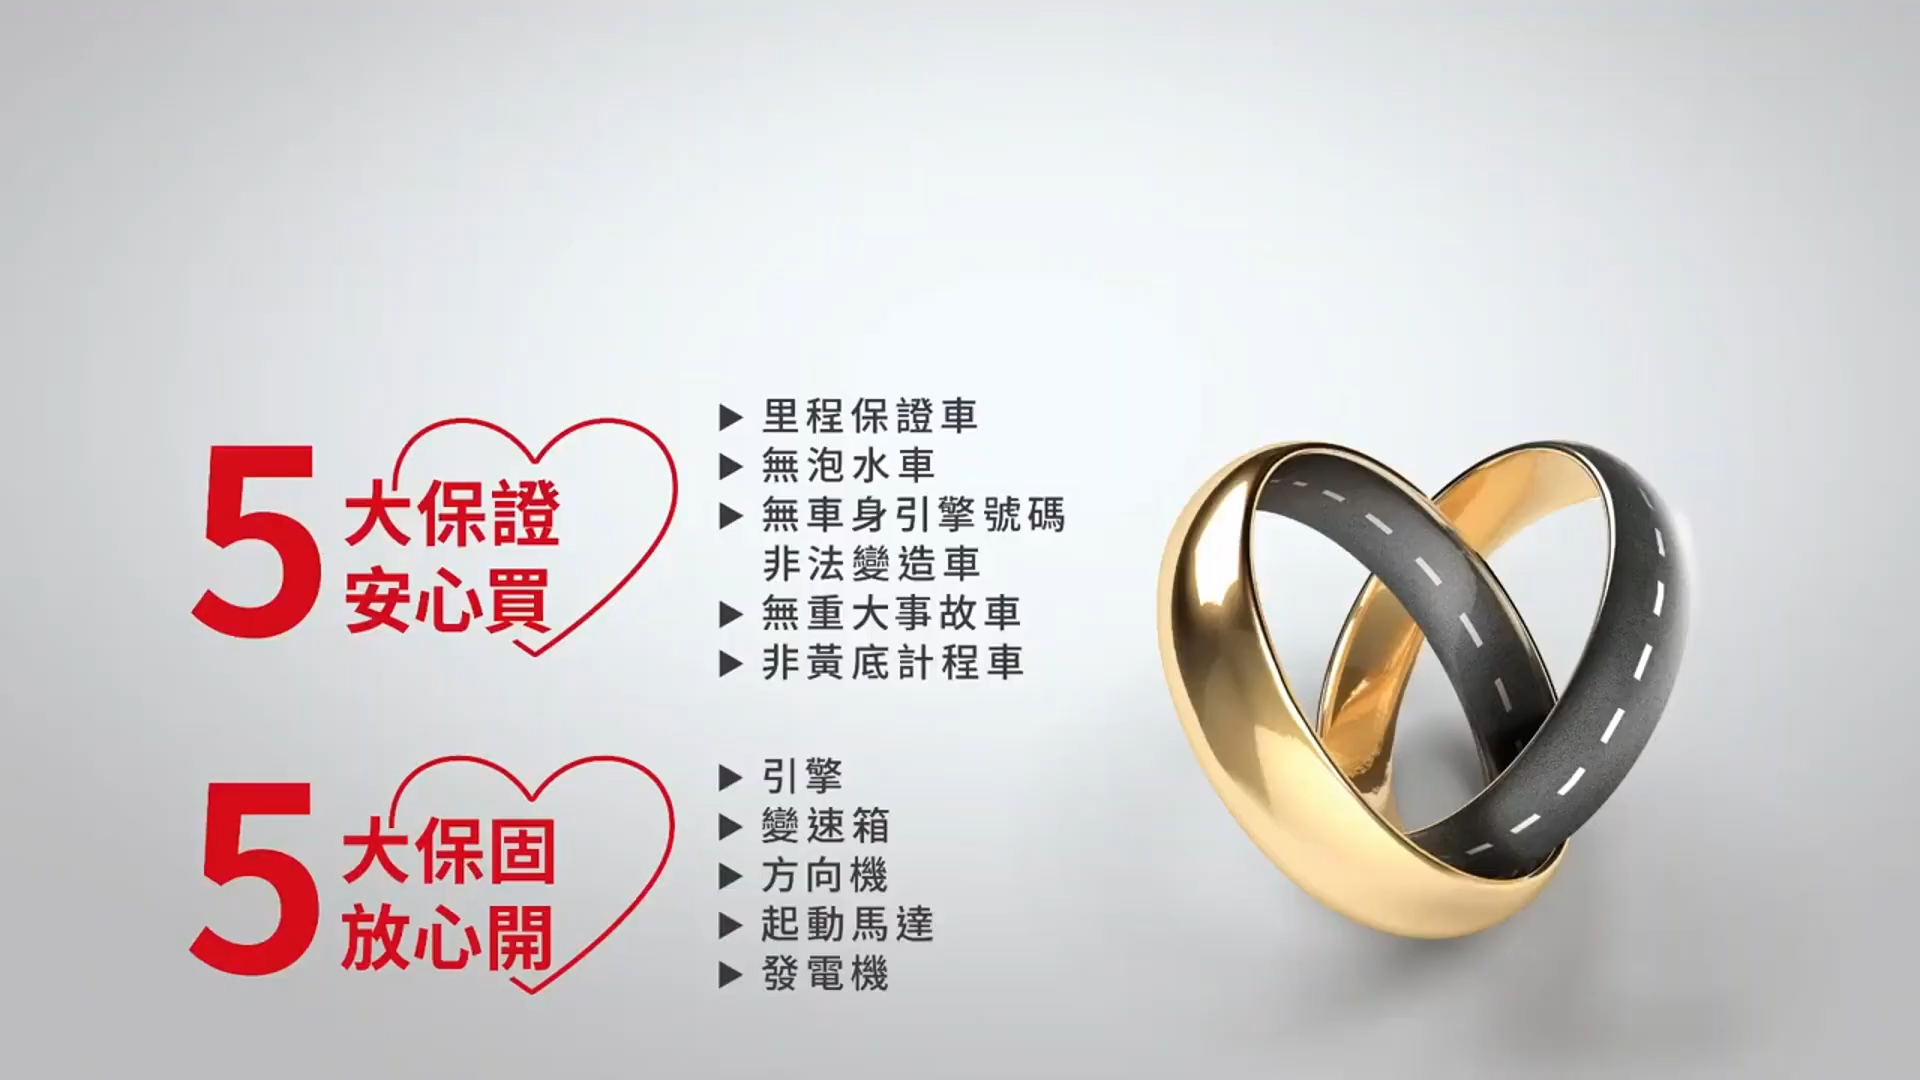 5大保證
安心買
▶ 里程保證車
▶ 無泡水車
▶ 無車身引擎號碼
非法變造車
▶ 無重大事故車
▶ 非黃底計程車
5大保固
放心開
▶ 引擎
▶ 變速箱
▶ 方向機
▶ 起動馬達
▶ 發電機